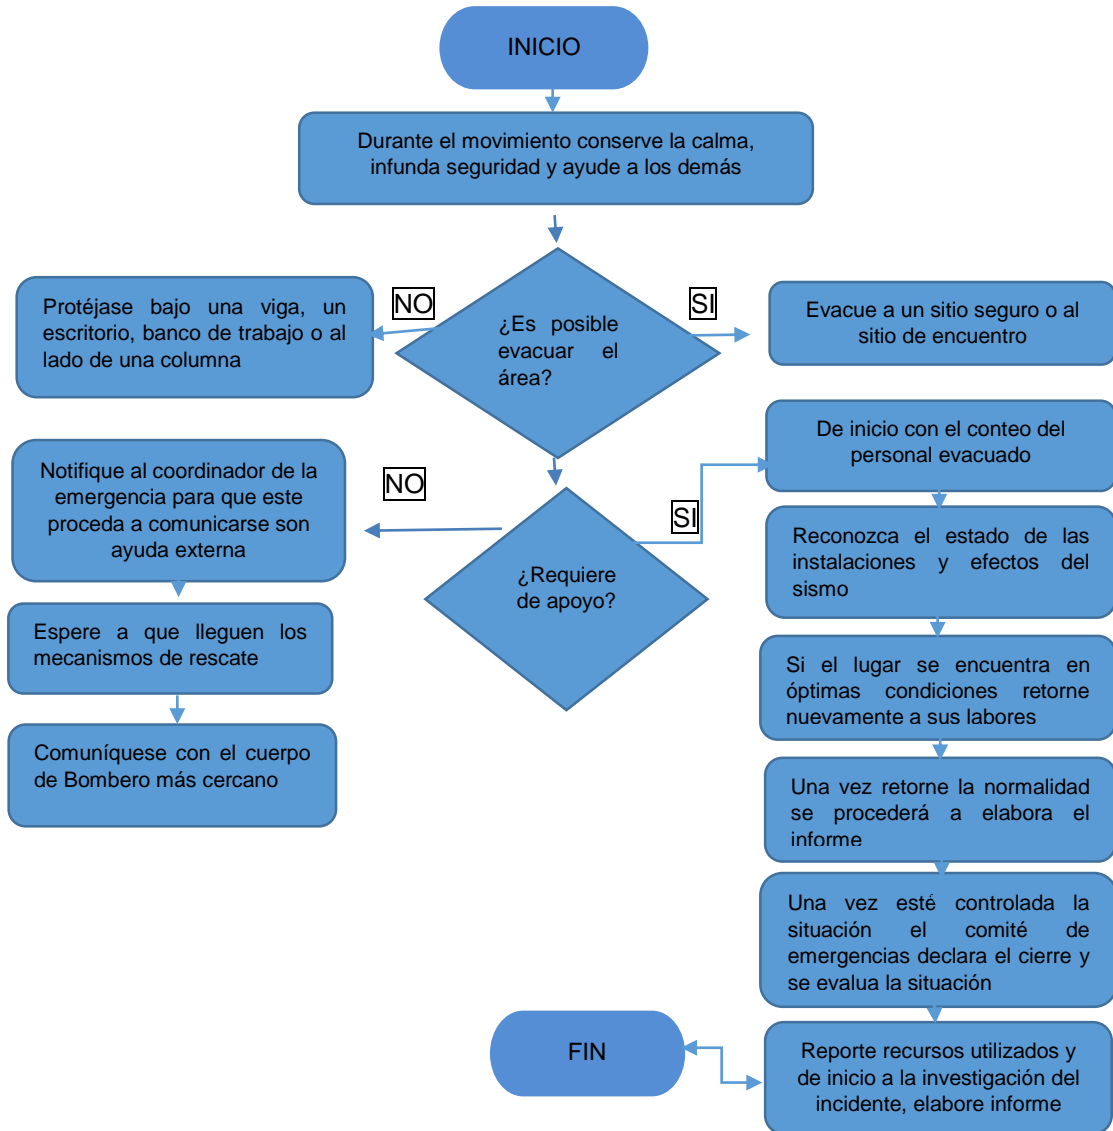 INICIO
Durante el movimiento conserve la calma,
infunda seguridad y ayude a los demás
NO
SI
Protéjase bajo una viga, un
escritorio, banco de trabajo o al
lado de una columna
¿Es posible
evacuar el
área?
Evacue a un sitio seguro o al
sitio de encuentro
De inicio con el conteo del
personal evacuado
Notifique al coordinador de la
emergencia para que este
proceda a comunicarse son
ayuda externa
NO
SI
¿Requiere
de apoyo?
Reconozca el estado de las
instalaciones y efectos del
sismo
Espere a que lleguen los
mecanismos de rescate
Si el lugar se encuentra en
óptimas condiciones retorne
nuevamente a sus labores
Comuníquese con el cuerpo
de Bombero más cercano
Una vez retorne la normalidad
se procederá a elabora el
informe
Una vez esté controlada la
situación el comité de
emergencias declara el cierre y
se evalua la situación
FIN
Reporte recursos utilizados y
de inicio a la investigación del
incidente, elabore informe